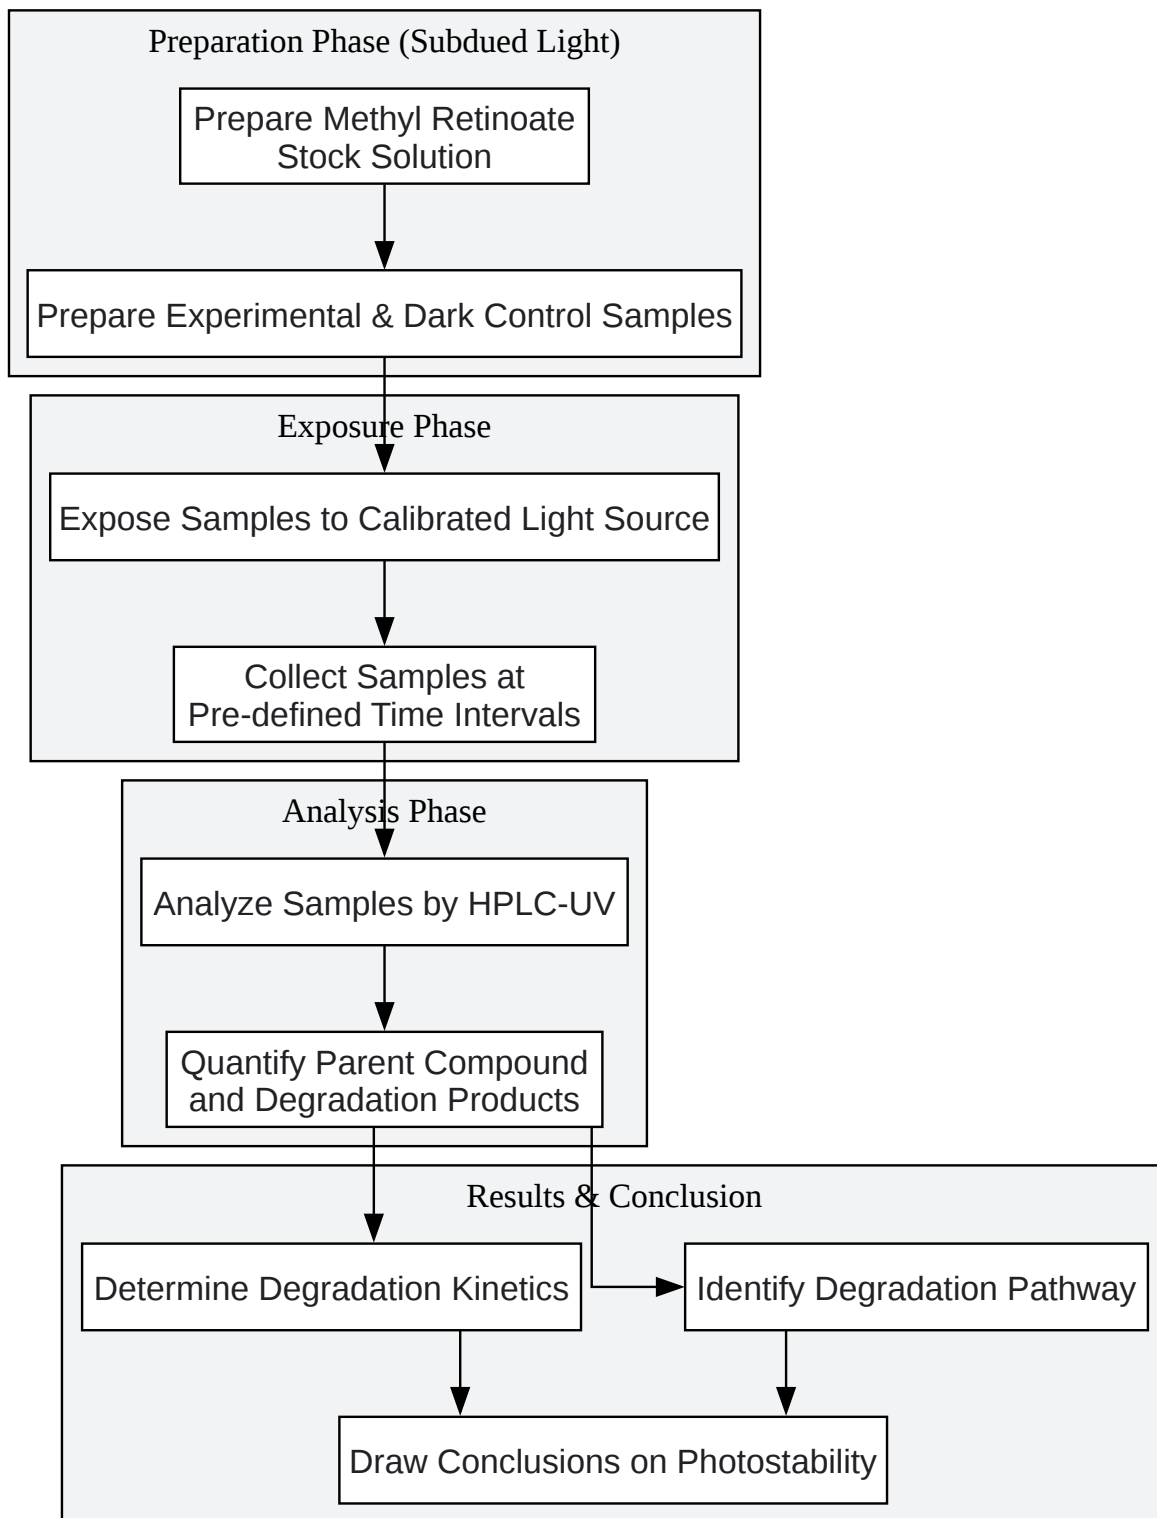 Preparation Phase (Subdued Light)
Prepare Methyl Retinoate
Stock Solution
Prepare Experimental & Dark Control Samples
Exposure Phase
Expose Samples to Calibrated Light Source
Collect Samples at
Pre-defined Time Intervals
Analysis Phase
Analyze Samples by HPLC-UV
Quantify Parent Compound
and Degradation Products
Results & Conclusion
Determine Degradation Kinetics
Identify Degradation Pathway
Draw Conclusions on Photostability